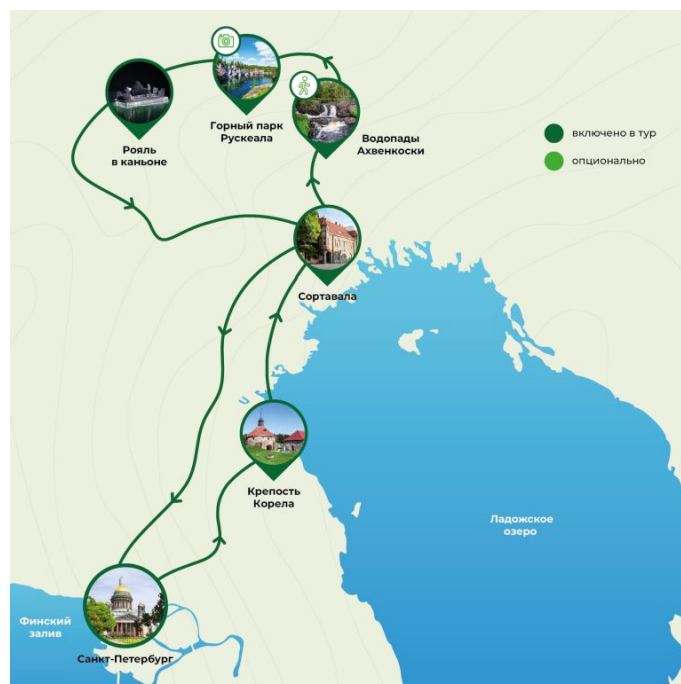 Рояль
в каньоне
Горный парк
Рускеала
Водопады
Ахвенкоски
включено в тур
опционально
Сортавала
Крепость
Корела
Ладожское
озеро
Финский
залив
Санкт-Петербург